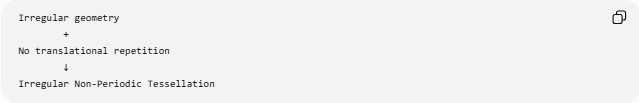 Irregular geometry
+
No translational repetition
↓
Irregular Non-Periodic Tessellation